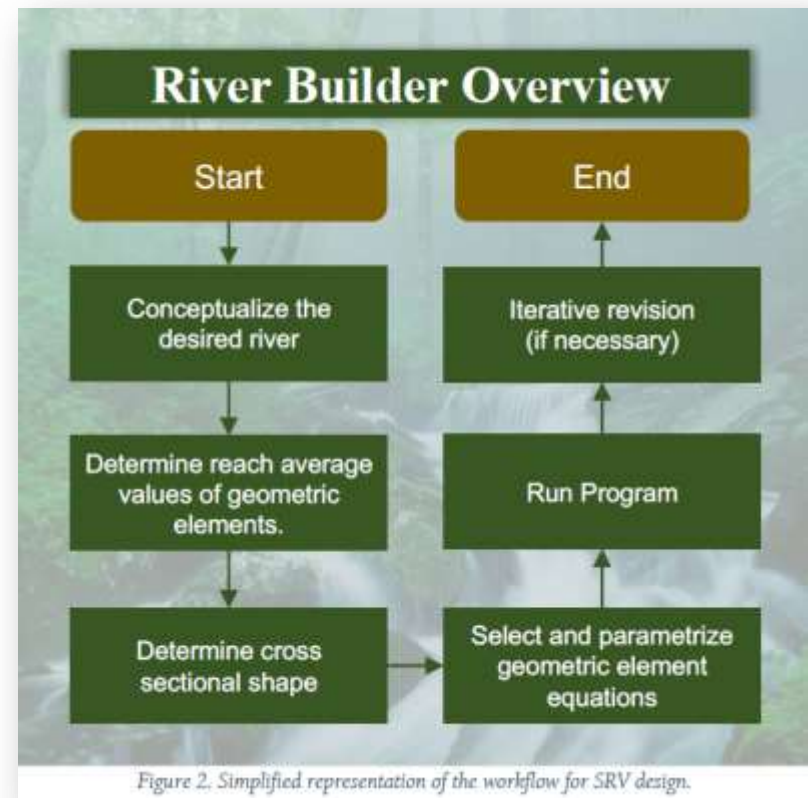 River Builder Overview
Start
Conceptualize the
desired river
Determine reach average
values of geometric
elements.
Determine cross
sectional shape
Select and parametrize
geometric element
equations
Run Program
Iterative revision
(if necessary)
End
Figure 2. Simplified representation of the workflow for SRV design.